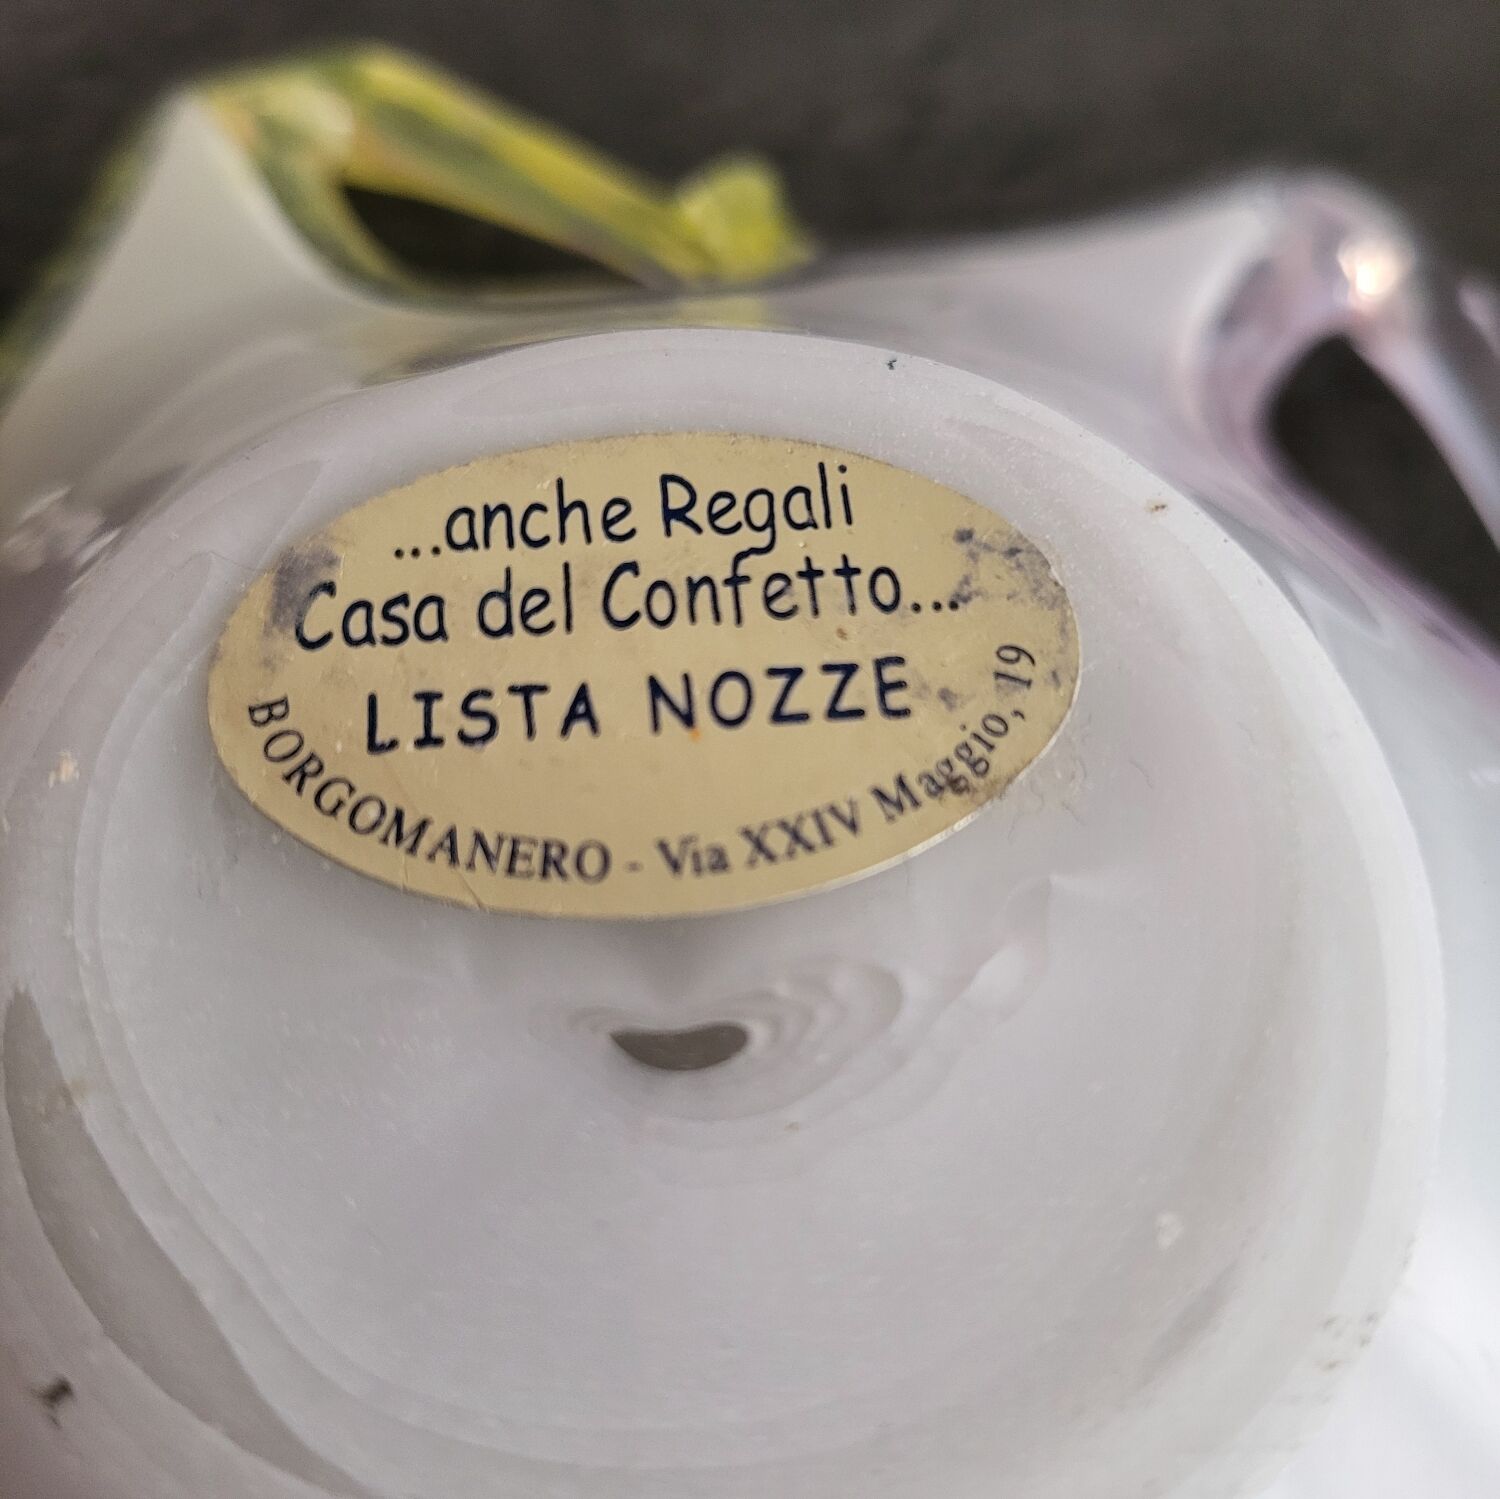 ...anche Regali
Casa del Confetto...
LISTA NOZZE
BORGOMANERO - Via XXIV Maggio, 19